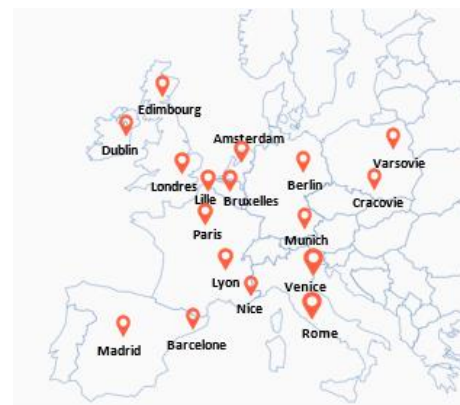 Edimbourg
Dublin
Amsterdam
Varsovie
Londres
Berlin
Lille
Bruxelles
Cracovie
Paris
Munich
Lyon
Venice
Nice
Rome
Madrid
Barcelone